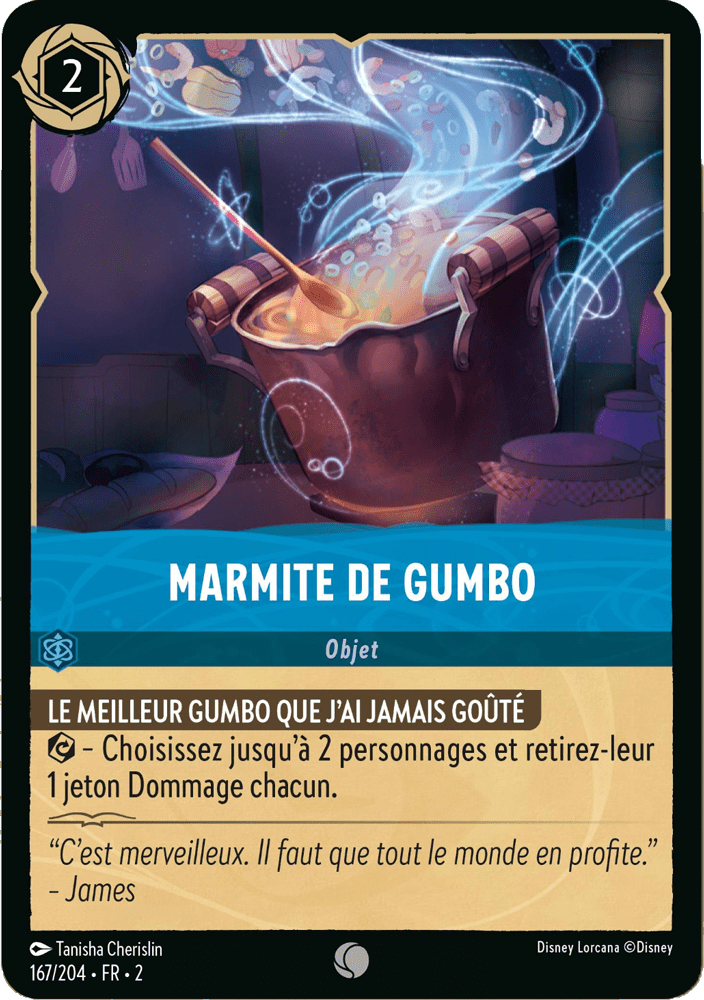 2
MARMITE DE GUMBO
Objet
LE MEILLEUR GUMBO QUE J’AI JAMAIS GOÛTÉ
– Choisissez jusqu’à 2 personnages et retirez-leur
1 jeton Dommage chacun.
“C’est merveilleux. Il faut que tout le monde en profite.”
– James
Tanisha Cherislin
Disney Lorcana ©Disney
167/204 • FR • 2